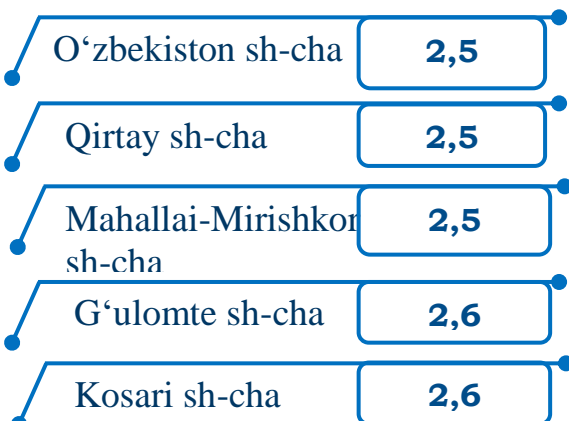 O‘zbekiston sh-cha 2,5
Qirtay sh-cha 2,5
Mahallai-Mirishkor 2,5
sh-cha
G‘ulomte sh-cha 2,6
Kosari sh-cha 2,6